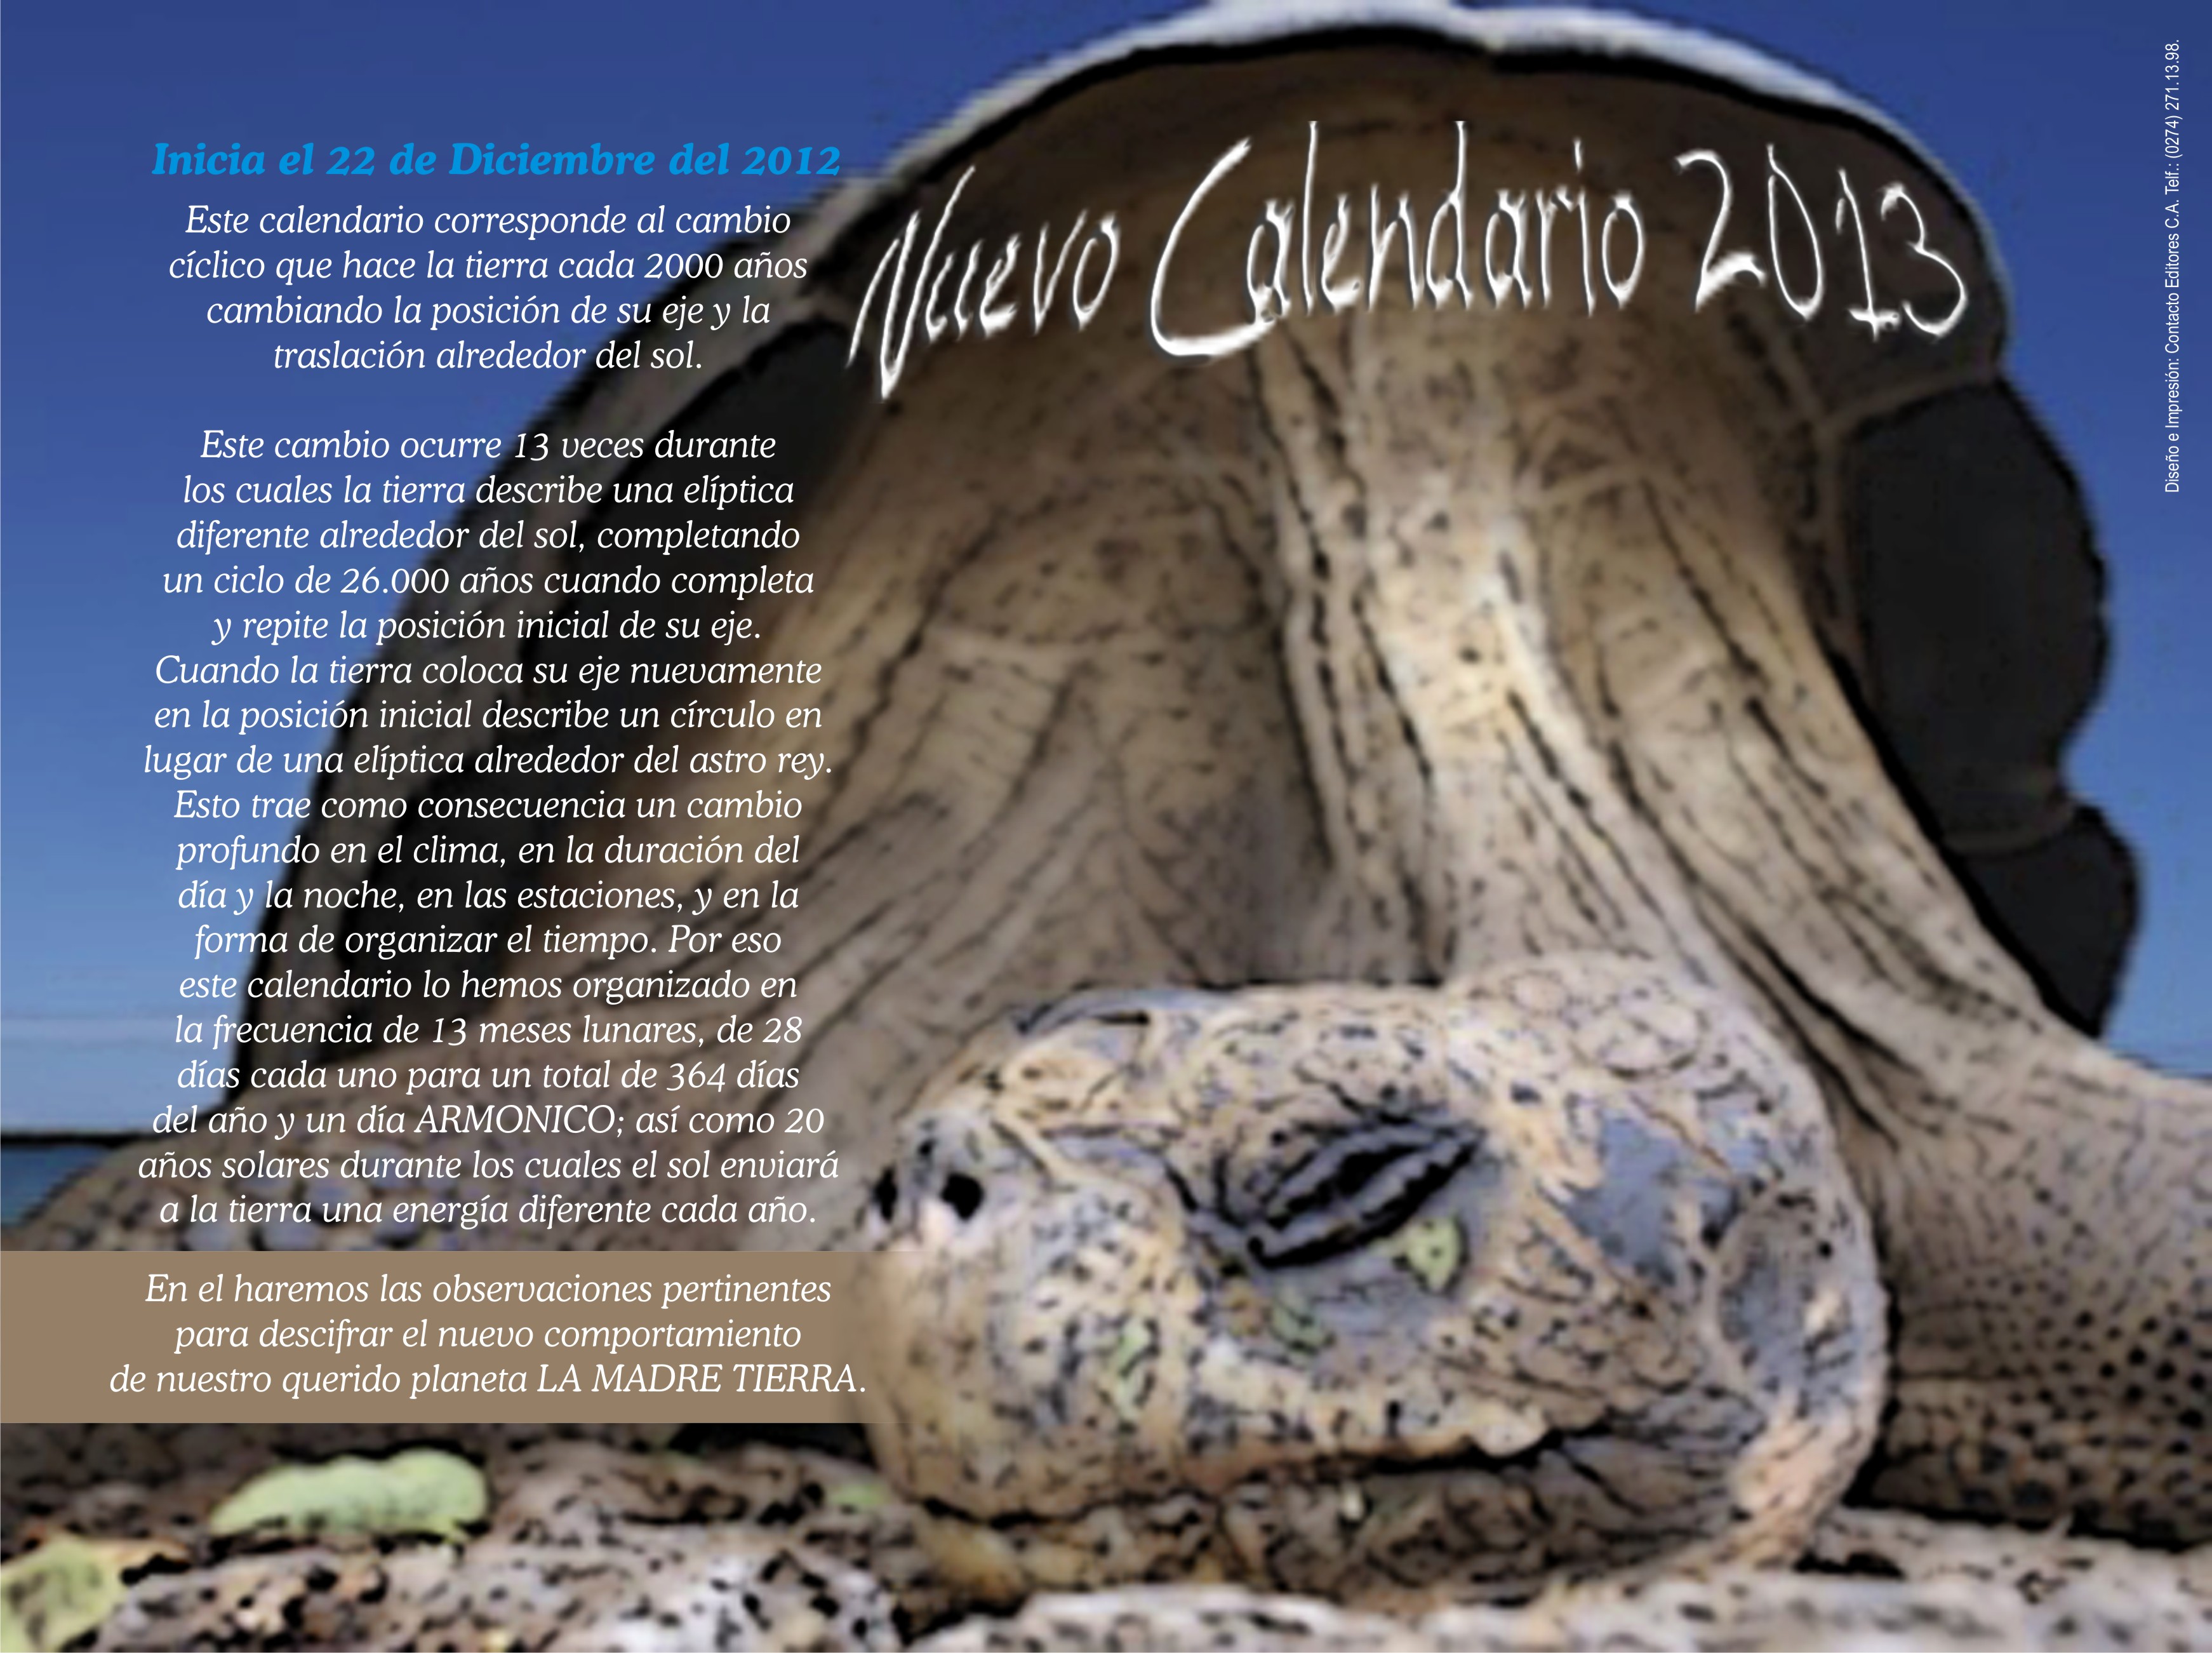 Inicia el 22 de Diciembre del 2012
Este calendario corresponde al cambio
cíclico que hace la tierra cada 2000 años
cambiando la posición de su eje y la
traslación alrededor del sol.
Este cambio ocurre 13 veces durante
los cuales la tierra describe una elíptica
diferente alrededor del sol, completando
un ciclo de 26.000 años cuando completa
y repite la posición inicial de su eje.
Cuando la tierra coloca su eje nuevamente
en la posición inicial describe un círculo en
lugar de una elíptica alrededor del astro rey.
Esto trae como consecuencia un cambio
profundo en el clima, en la duración del
día y la noche, en las estaciones, y en la
forma de organizar el tiempo. Por eso
este calendario lo hemos organizado en
la frecuencia de 13 meses lunares, de 28
días cada uno para un total de 364 días
del año y un día ARMONICO; así como 20
años solares durante los cuales el sol enviará
a la tierra una energía diferente cada año.
En el haremos las observaciones pertinentes
para descifrar el nuevo comportamiento
de nuestro querido planeta LA MADRE TIERRA.
Nuevo Calendario 2013
Diseño e Impresión: Contacto Editores C.A. Telf.: (0274) 271.13.98.